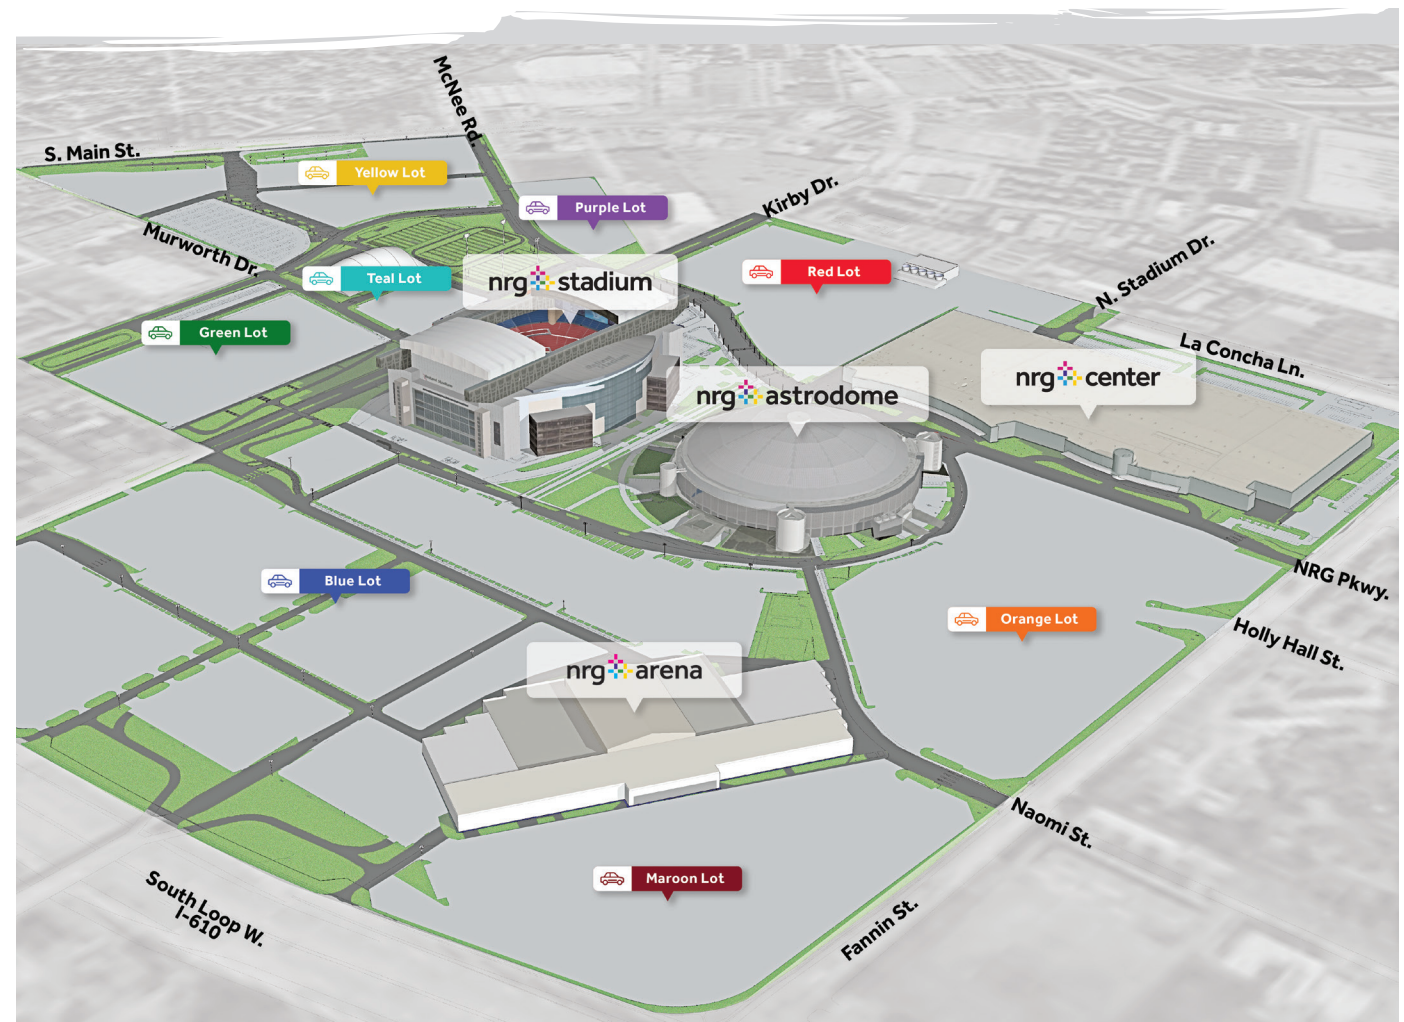 McNee Rd.
S. Main St.
Yellow Lot
Purple Lot
Kirby Dr.
Murworth Dr.
Teal Lot
nrg stadium
Red Lot
N. Stadium Dr.
Green Lot
La Concha Ln.
nrg astrodome
nrg center
Blue Lot
NRG Pkwy.
Orange Lot
Holly Hall St.
nrg arena
Naomi St.
Maroon Lot
South Loop W.
I-610
Fannin St.